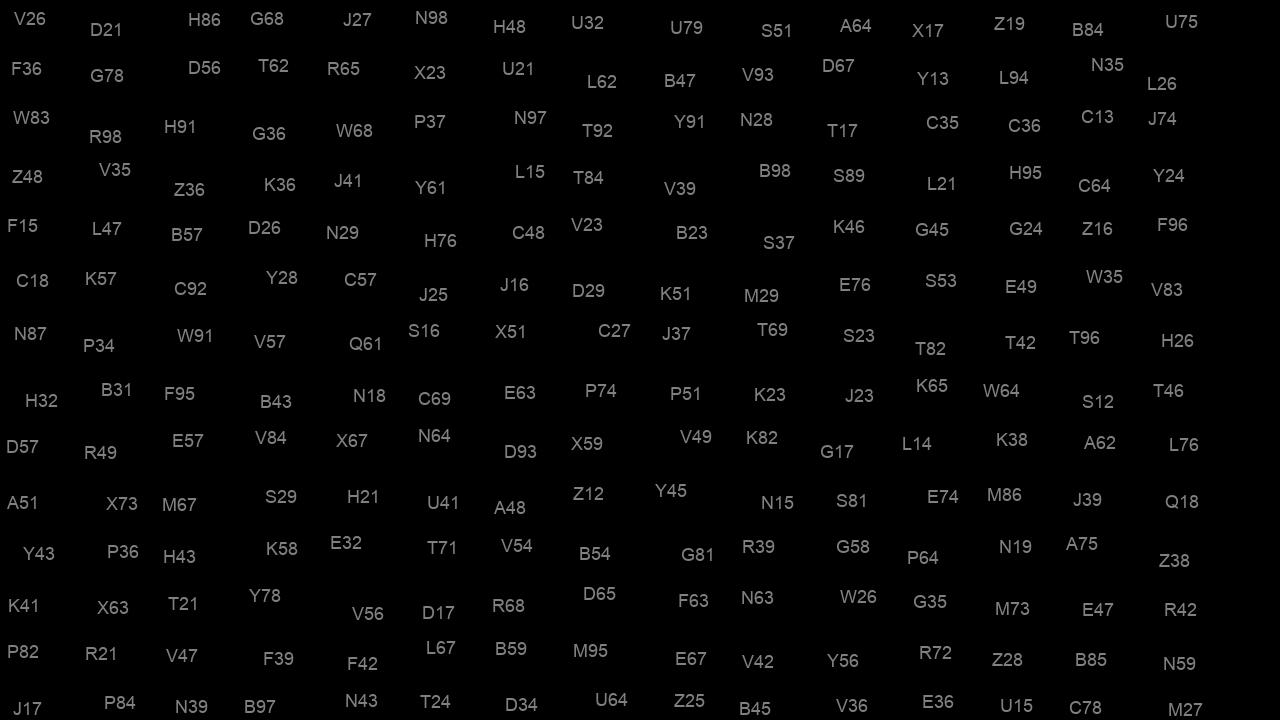 V26 D21 H86 G68 J27 N98 H48 U32 U79 S51 A64 X17 Z19 B84 U75
F36 G78 D56 T62 R65 X23 U21 L62 B47 V93 D67 Y13 L94 N35 L26
W83 R98 H91 G36 W68 P37 N97 T92 Y91 N28 T17 C35 C36 C13 J74
Z48 V35 Z36 K36 J41 Y61 L15 T84 V39 B98 S89 L21 H95 C64 Y24
F15 L47 B57 D26 N29 H76 C48 V23 B23 S37 K46 G45 G24 Z16 F96
C18 K57 C92 Y28 C57 J25 J16 D29 K51 M29 E76 S53 E49 W35 V83
N87 P34 W91 V57 Q61 S16 X51 C27 J37 T69 S23 T82 T42 T96 H26
H32 B31 F95 B43 N18 C69 E63 P74 P51 K23 J23 K65 W64 S12 T46
D57 R49 E57 V84 X67 N64 D93 X59 V49 K82 G17 L14 K38 A62 L76
A51 X73 M67 S29 H21 U41 A48 Z12 Y45 N15 S81 E74 M86 J39 Q18
Y43 P36 H43 K58 E32 T71 V54 B54 G81 R39 G58 P64 N19 A75 Z38
K41 X63 T21 Y78 V56 D17 R68 D65 F63 N63 W26 G35 M73 E47 R42
P82 R21 V47 F39 F42 L67 B59 M95 E67 V42 Y56 R72 Z28 B85 N59
J17 P84 N39 B97 N43 T24 D34 U64 Z25 B45 V36 E36 U15 C78 M27